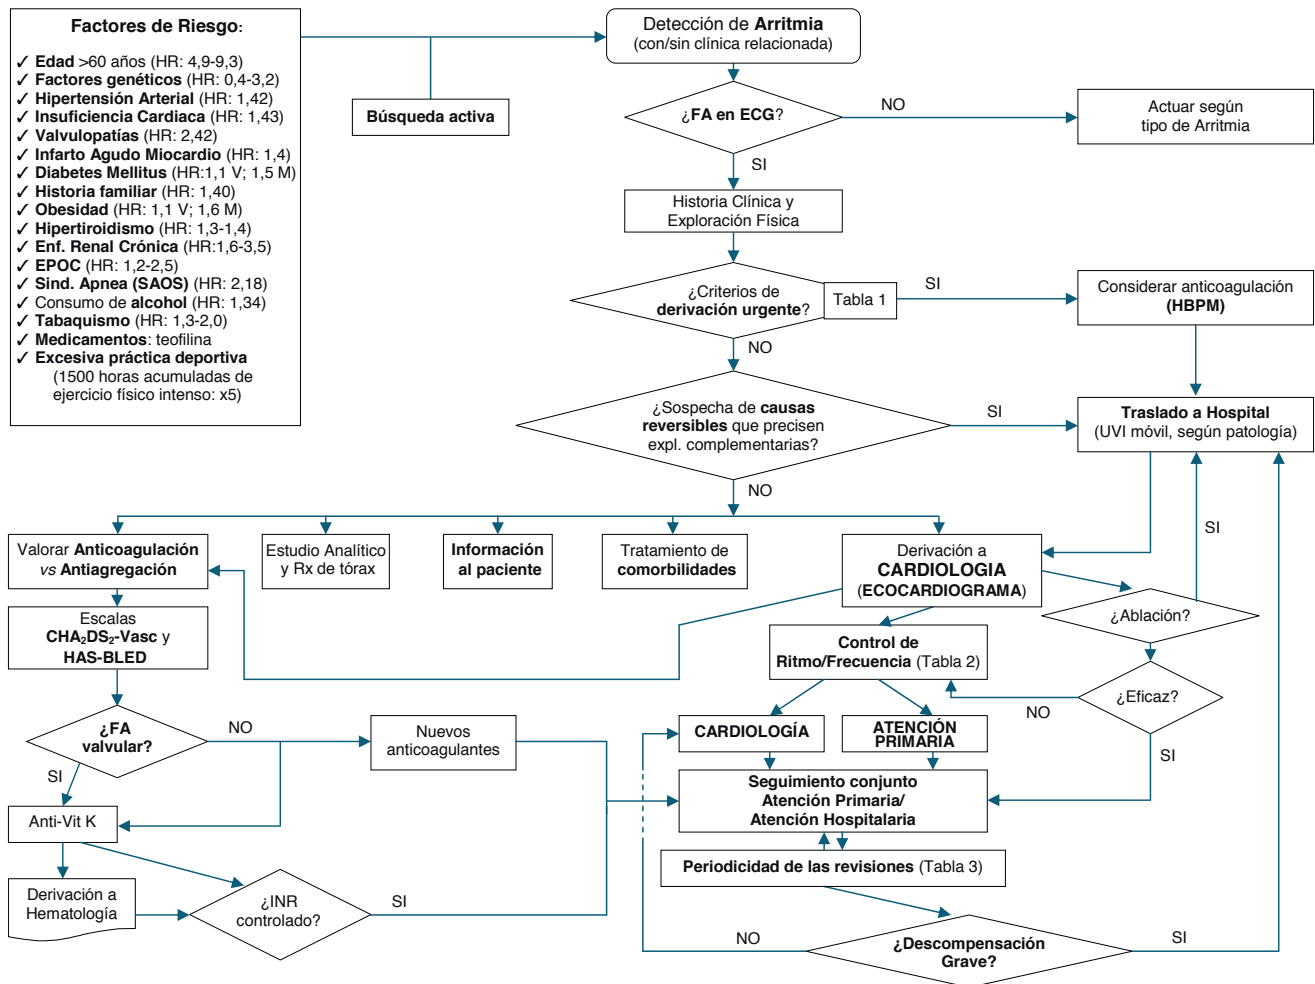 Factores de Riesgo:
✓ Edad >60 años (HR: 4,9-9,3)
✓ Factores genéticos (HR: 0,4-3,2)
✓ Hipertensión Arterial (HR: 1,42)
✓ Insuficiencia Cardiaca (HR: 1,43)
✓ Valvulopatías (HR: 2,42)
✓ Infarto Agudo Miocardio (HR: 1,4)
✓ Diabetes Mellitus (HR:1,1 V; 1,5 M)
✓ Historia familiar (HR: 1,40)
✓ Obesidad (HR: 1,1 V; 1,6 M)
✓ Hipertiroidismo (HR: 1,3-1,4)
✓ Enf. Renal Crónica (HR:1,6-3,5)
✓ EPOC (HR: 1,2-2,5)
✓ Sind. Apnea (SAOS) (HR: 2,18)
✓ Consumo de alcohol (HR: 1,34)
✓ Tabaquismo (HR: 1,3-2,0)
✓ Medicamentos: teofilina
✓ Excesiva práctica deportiva
(1500 horas acumuladas de
ejercicio físico intenso: x5)
Búsqueda activa
Detección de Arritmia
(con/sin clínica relacionada)
¿FA en ECG?
NO
Actuar según
tipo de Arritmia
SI
Historia Clínica y
Exploración Física
¿Criterios de
derivación urgente?
Tabla 1
SI
Considerar anticoagulación
(HBPM)
NO
¿Sospecha de causas
reversibles que precisen
expl. complementarias?
SI
Traslado a Hospital
(UVI móvil, según patología)
NO
SI
Valorar Anticoagulación
vs Antiagregación
Estudio Analítico
y Rx de tórax
Información
al paciente
Tratamiento de
comorbilidades
Derivación a
CARDIOLOGIA
(ECOCARDIOGRAMA)
¿Ablación?
Escalas
CHA₂DS₂-Vasc y
HAS-BLED
Control de
Ritmo/Frecuencia (Tabla 2)
¿Eficaz?
NO
SI
¿FA
valvular?
NO
SI
Nuevos
anticoagulantes
CARDIOLOGÍA
ATENCIÓN
PRIMARIA
Seguimiento conjunto
Atención Primaria/
Atención Hospitalaria
Anti-Vit K
Periodicidad de las revisiones (Tabla 3)
Derivación a
Hematología
¿INR
controlado?
SI
NO
¿Descompensación
Grave?
SI